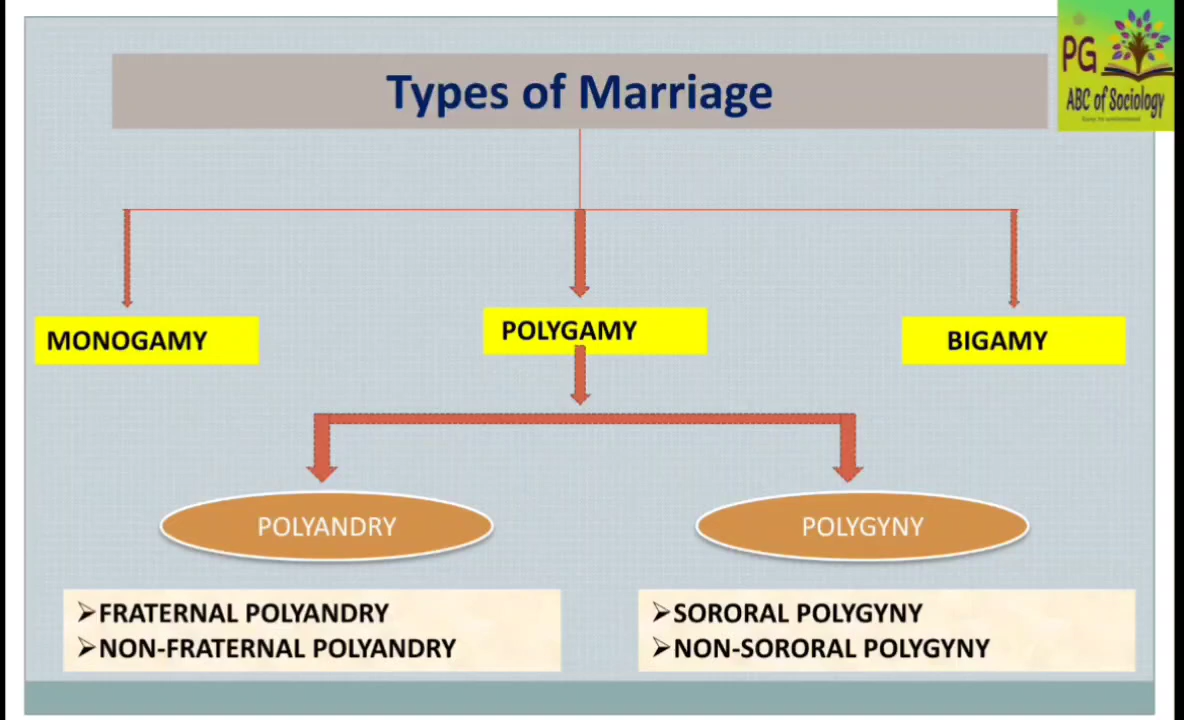 Types of Marriage
PG
ABC of Sociology
MONOGAMY
POLYGAMY
BIGAMY
POLYANDRY
POLYGYNY
➢FRATERNAL POLYANDRY
➢NON-FRATERNAL POLYANDRY
➢SORORAL POLYGYNY
➢NON-SORORAL POLYGYNY